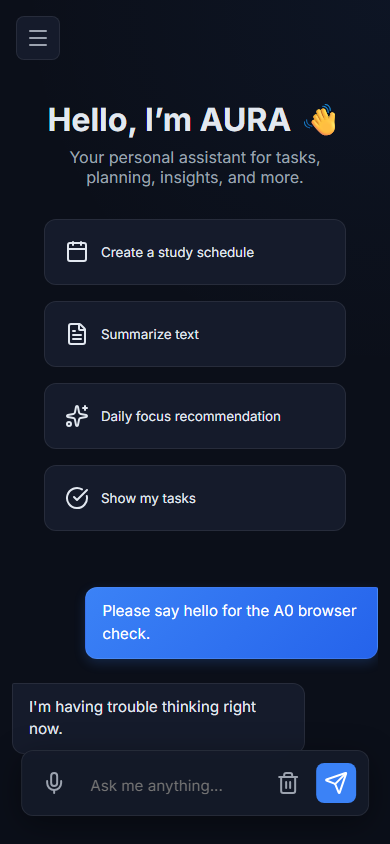 Hello, I’m AURA 👋
Your personal assistant for tasks,
planning, insights, and more.
Create a study schedule
Summarize text
Daily focus recommendation
Show my tasks
Please say hello for the A0 browser
check.
I'm having trouble thinking right
now.
Ask me anything...